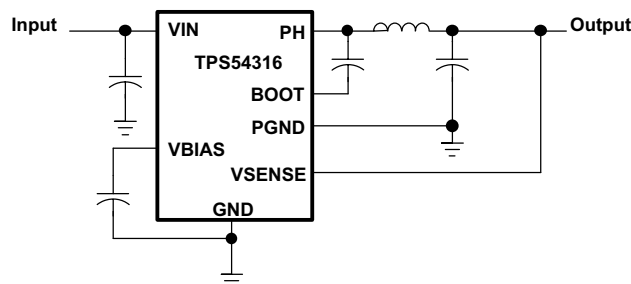 Input
VIN
PH
Output
TPS54316
BOOT
PGND
VBIAS
VSENSE
GND